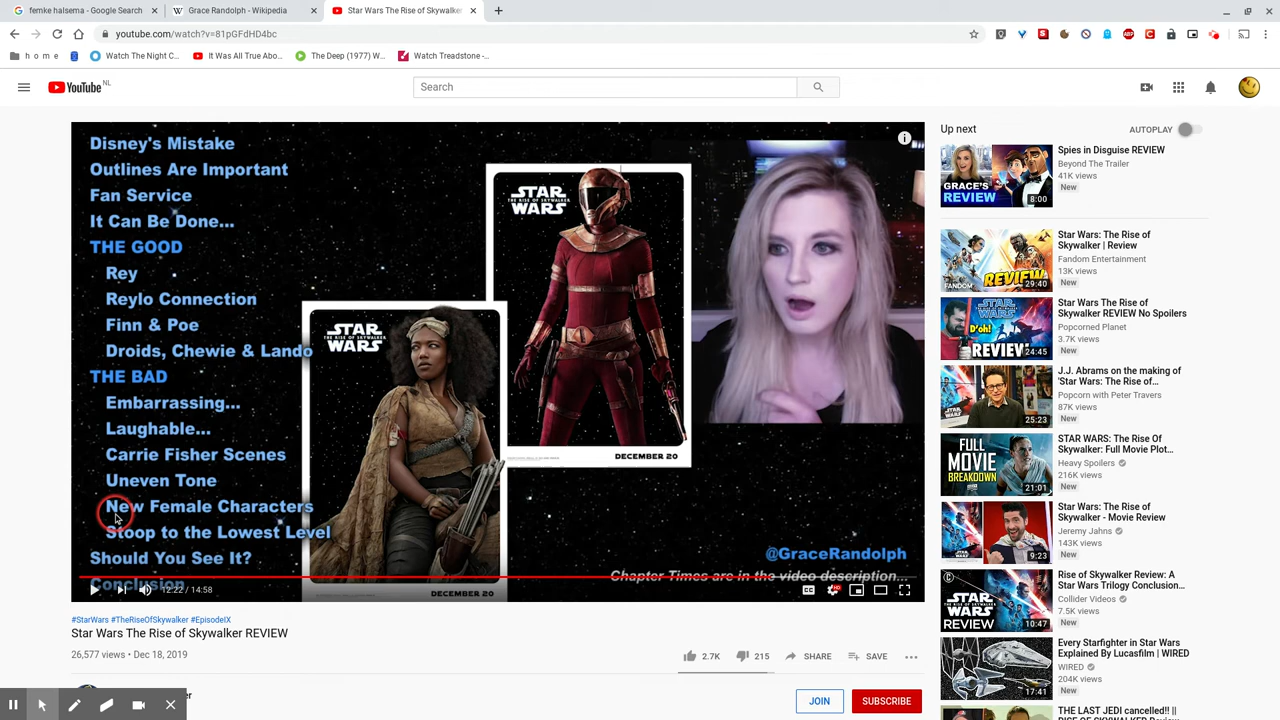 femke halsema - Google Search
Grace Randolph - Wikipedia
Star Wars The Rise of Skywalker
youtube.com/watch?v=81pGFdHD4bc
h o m e
Watch The Night C...
It Was All True Abo...
The Deep (1977) W...
Watch Treadstone -...
YouTube NL
Search
Disney's Mistake
Outlines Are Important
Fan Service
It Can Be Done...
THE GOOD
Rey
Reylo Connection
Finn & Poe
Droids, Chewie & Lando
THE BAD
Embarrassing...
Laughable...
Carrie Fisher Scenes
Uneven Tone
New Female Characters
Stoop to the Lowest Level
Should You See It?
Conclusion
STAR WARS
THE RISE OF SKYWALKER
DECEMBER 20
STAR WARS
THE RISE OF SKYWALKER
DECEMBER 20
@GraceRandolph
Chapter Times are in the video description...
12:22 / 14:58
HD
#StarWars #TheRiseOfSkywalker #EpisodeIX
Star Wars The Rise of Skywalker REVIEW
26,577 views • Dec 18, 2019
2.7K
215
SHARE
SAVE
JOIN
SUBSCRIBE
Up next
AUTOPLAY
GRACE'S
REVIEW
8:00
Spies in Disguise REVIEW
Beyond The Trailer
41K views
New
FANDOM
REVIEW
29:40
Star Wars: The Rise of
Skywalker | Review
Fandom Entertainment
13K views
New
STAR WARS
D'oh!
REVIEW
24:45
Star Wars The Rise of
Skywalker REVIEW No Spoilers
Popcorned Planet
3.7K views
New
25:23
J.J. Abrams on the making of
'Star Wars: The Rise of...
Popcorn with Peter Travers
87K views
New
FULL
MOVIE
BREAKDOWN
21:01
STAR WARS: The Rise Of
Skywalker: Full Movie Plot...
Heavy Spoilers
216K views
New
9:23
Star Wars: The Rise of
Skywalker - Movie Review
Jeremy Jahns
143K views
New
STAR WARS
REVIEW
10:47
Rise of Skywalker Review: A
Star Wars Trilogy Conclusion...
Collider Videos
7.5K views
New
17:41
Every Starfighter in Star Wars
Explained By Lucasfilm | WIRED
WIRED
204K views
New
THE LAST JEDI cancelled!! ||